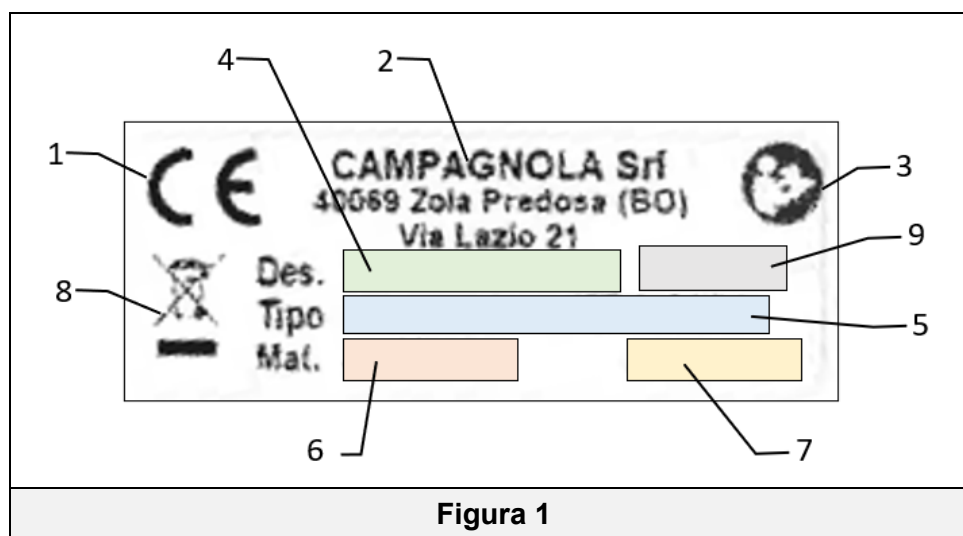 4
2
1
CE
CAMPAGNOLA Srl
3
40069 Zola Predosa (BO)
Via Lazio 21
9
8
Des.
Tipo
5
Mat.
6
7
Figura 1